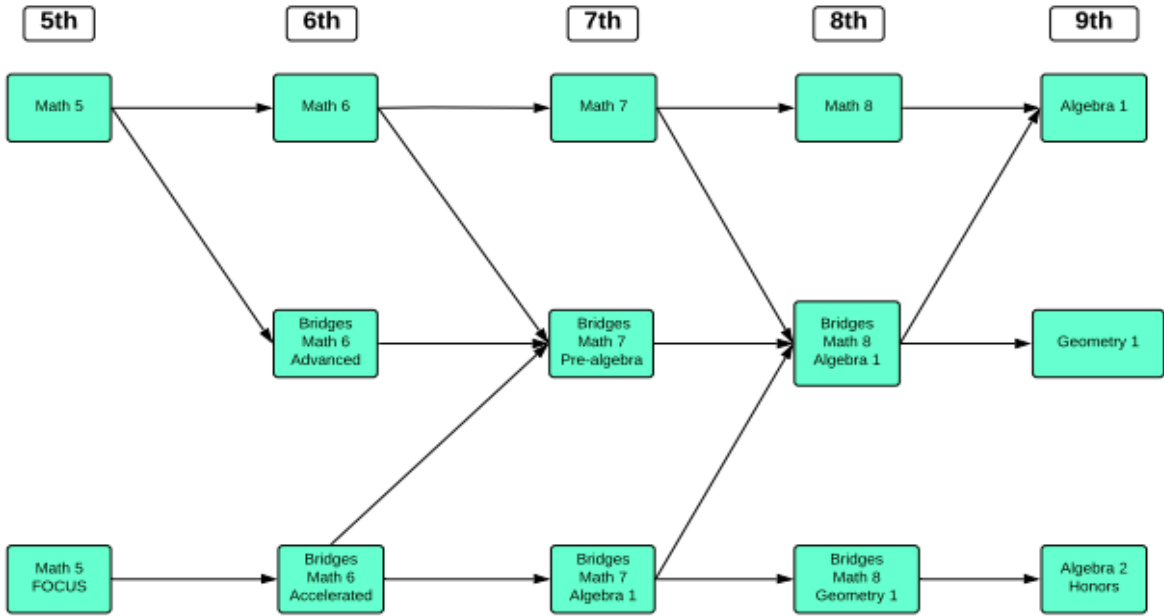 5th
6th
7th
8th
9th
Math 5
Math 6
Math 7
Math 8
Algebra 1
Bridges
Math 6
Advanced
Bridges
Math 7
Pre-algebra
Bridges
Math 8
Algebra 1
Geometry 1
Math 5
FOCUS
Bridges
Math 6
Accelerated
Bridges
Math 7
Algebra 1
Bridges
Math 8
Geometry 1
Algebra 2
Honors